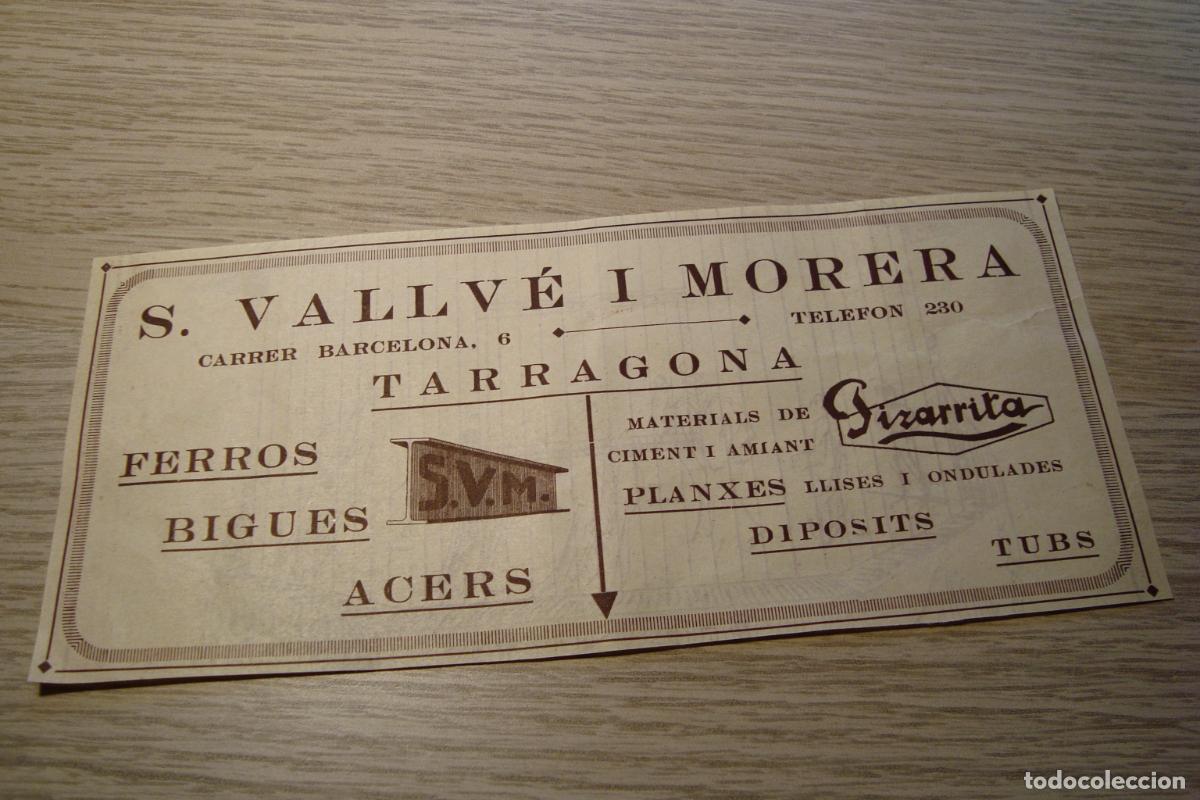 S. VALLVÉ I MORERA
CARRER BARCELONA, 6
TELEFON 230
TARRAGONA
FERROS
BIGUES
S.V.M.
ACERS
MATERIALS DE
CIMENT I AMIANT
Pizarrita
PLANXES LLISES I ONDULADES
DIPOSITS
TUBS
todocoleccion